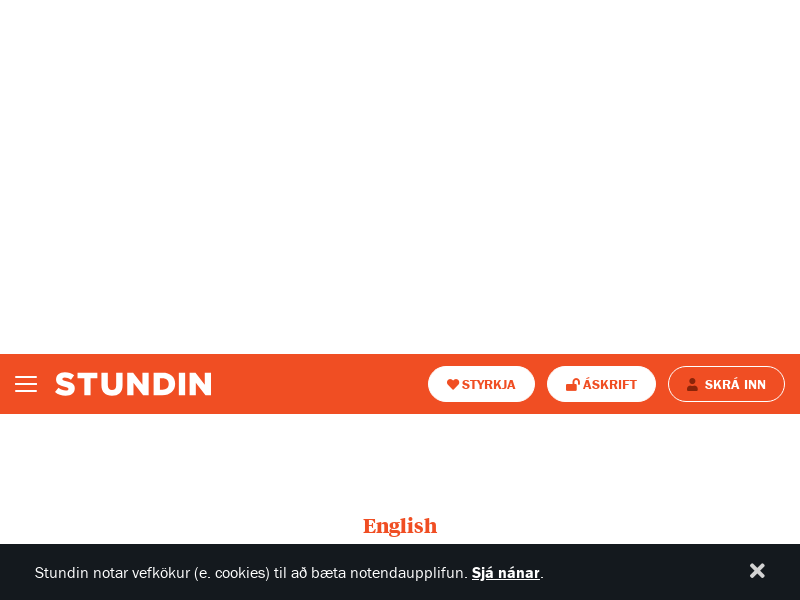 STUNDIN
STYRKJA
ÁSKRIFT
SKRÁ INN
English
Stundin notar vefkökur (e. cookies) til að bæta notendaupplifun. Sjá nánar.